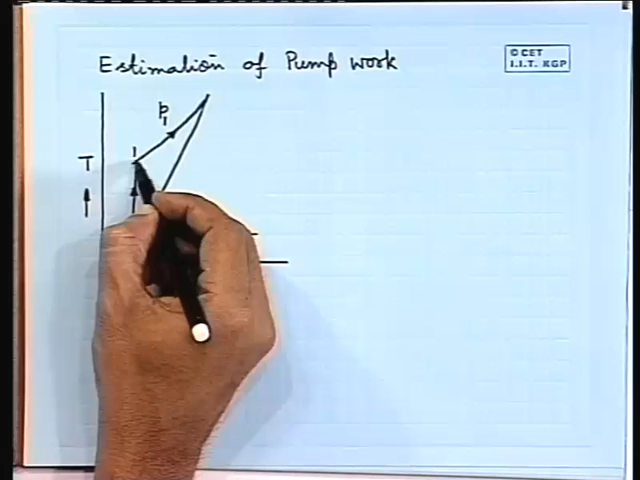 Estimation of Pump work
© CET
I.I.T. KGP
p1
1
T